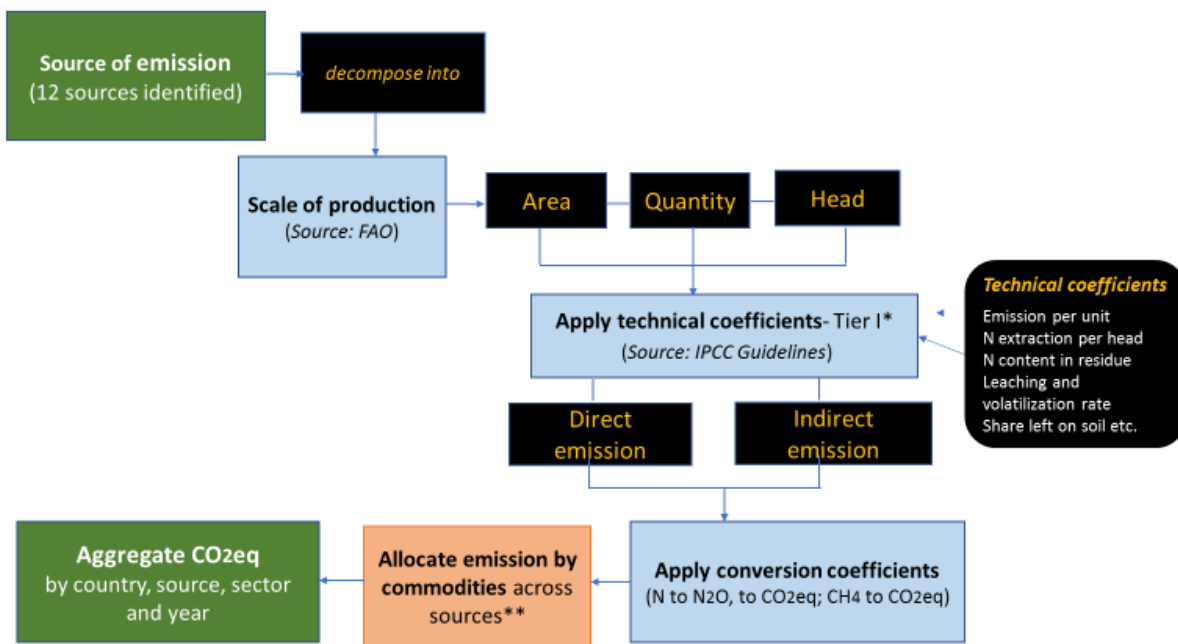 Source of emission
(12 sources identified)
decompose into
Scale of production
(Source: FAO)
Area
Quantity
Head
Apply technical coefficients- Tier I*
(Source: IPCC Guidelines)
Technical coefficients
Emission per unit
N extraction per head
N content in residue
Leaching and
volatilization rate
Share left on soil etc.
Direct
emission
Indirect
emission
Apply conversion coefficients
(N to N2O, to CO2eq; CH4 to CO2eq)
Allocate emission by
commodities across
sources**
Aggregate CO2eq
by country, source, sector
and year